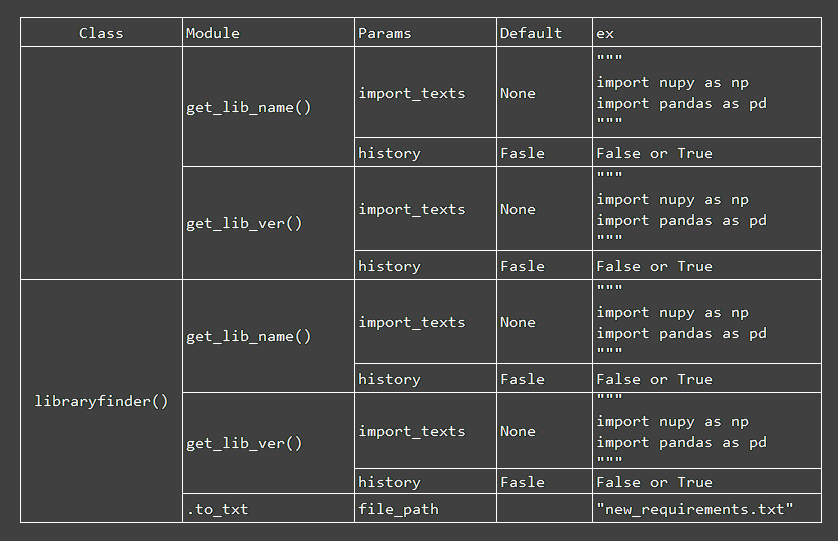 Class Module Params Default ex
get_lib_name() import_texts None """
import nupy as np
import pandas as pd
"""
history Fasle False or True
get_lib_ver() import_texts None """
import nupy as np
import pandas as pd
"""
history Fasle False or True
libraryfinder() get_lib_name() import_texts None """
import nupy as np
import pandas as pd
"""
history Fasle False or True
get_lib_ver() import_texts None """
import nupy as np
import pandas as pd
"""
history Fasle False or True
.to_txt file_path "new_requirements.txt"